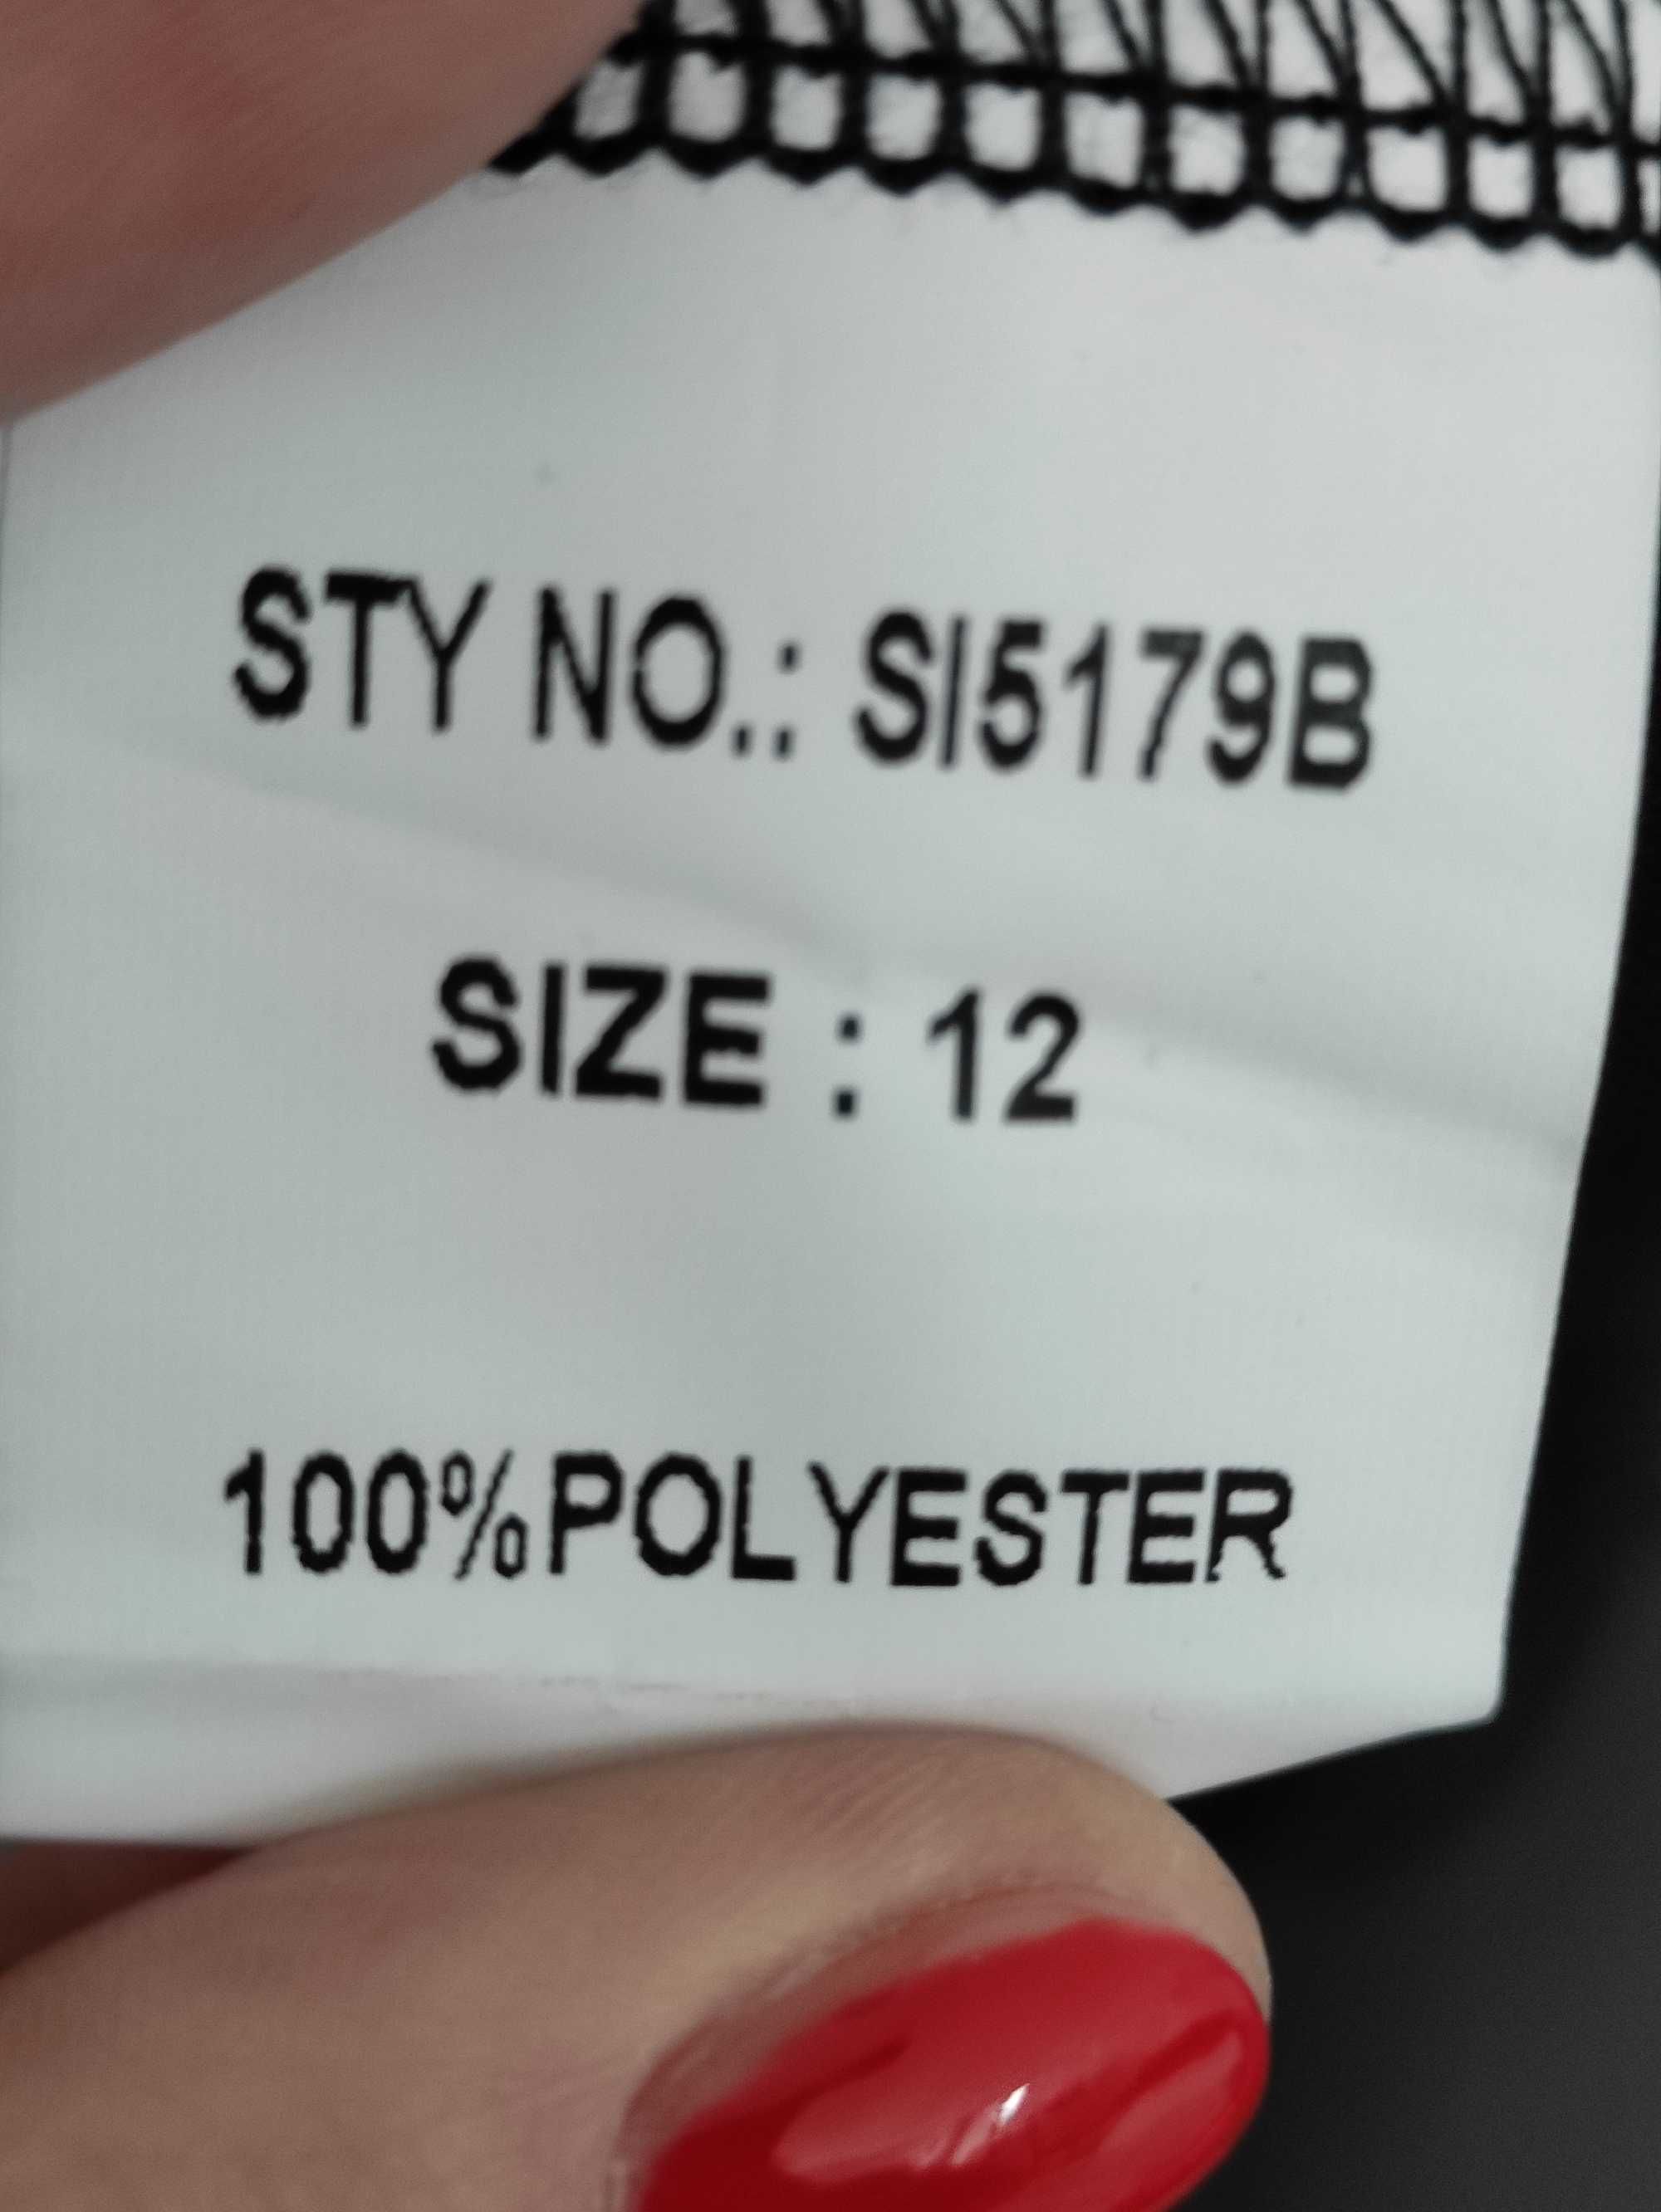 STY NO.: SI5179B
SIZE : 12
100%POLYESTER